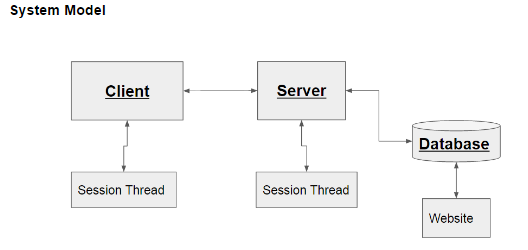 System Model
Client
Server
Database
Session Thread
Session Thread
Website